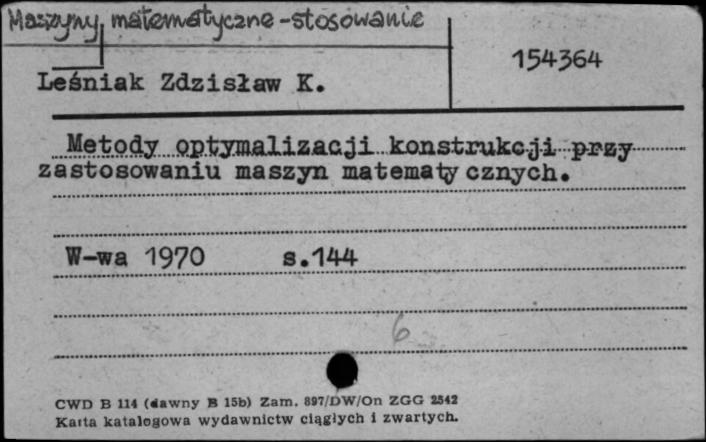 Maszyny matematyczne - stosowanie
154364
Leśniak Zdzisław K.
Metody optymalizacji konstrukcji przy
zastosowaniu maszyn matematycznych.
W-wa 1970 s.144
6
CWD B 114 (dawny B 15b) Zam. 897/DW/On ZGG 2542
Karta katalogowa wydawnictw ciągłych i zwartych.